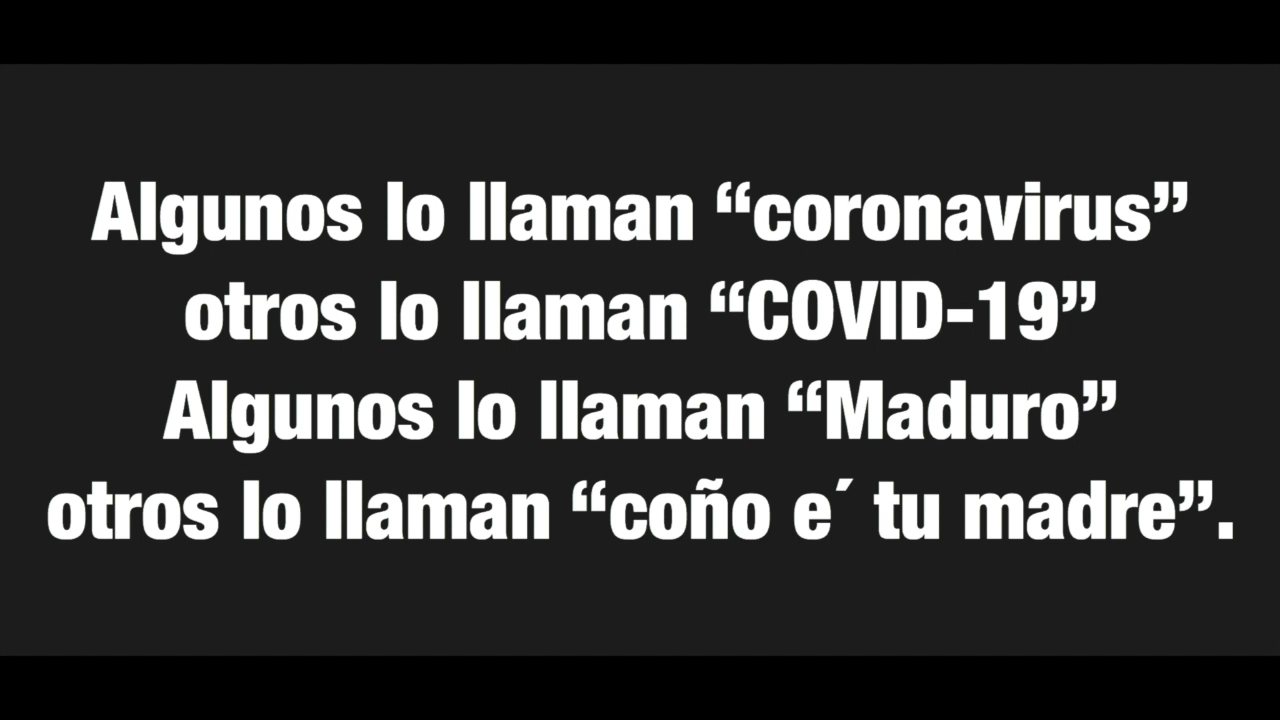 Algunos lo llaman “coronavirus”
otros lo llaman “COVID-19”
Algunos lo llaman “Maduro”
otros lo llaman “coño e´ tu madre”.